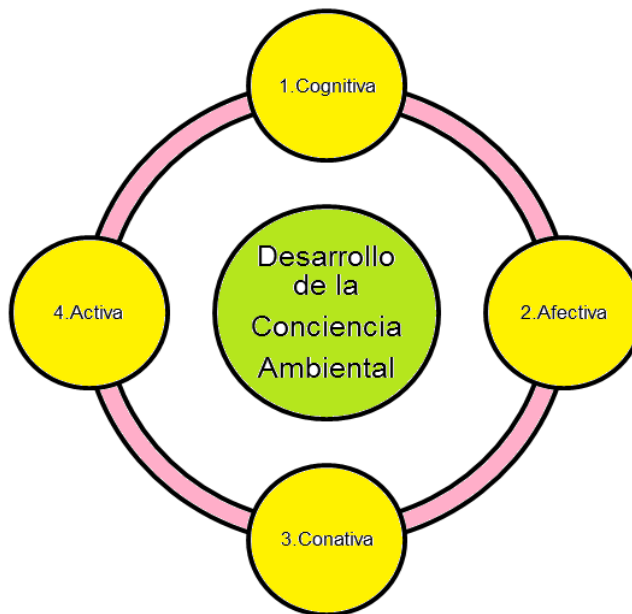 1.Cognitiva
Desarrollo
de la
Conciencia
Ambiental
4.Activa
2.Afectiva
3.Conativa